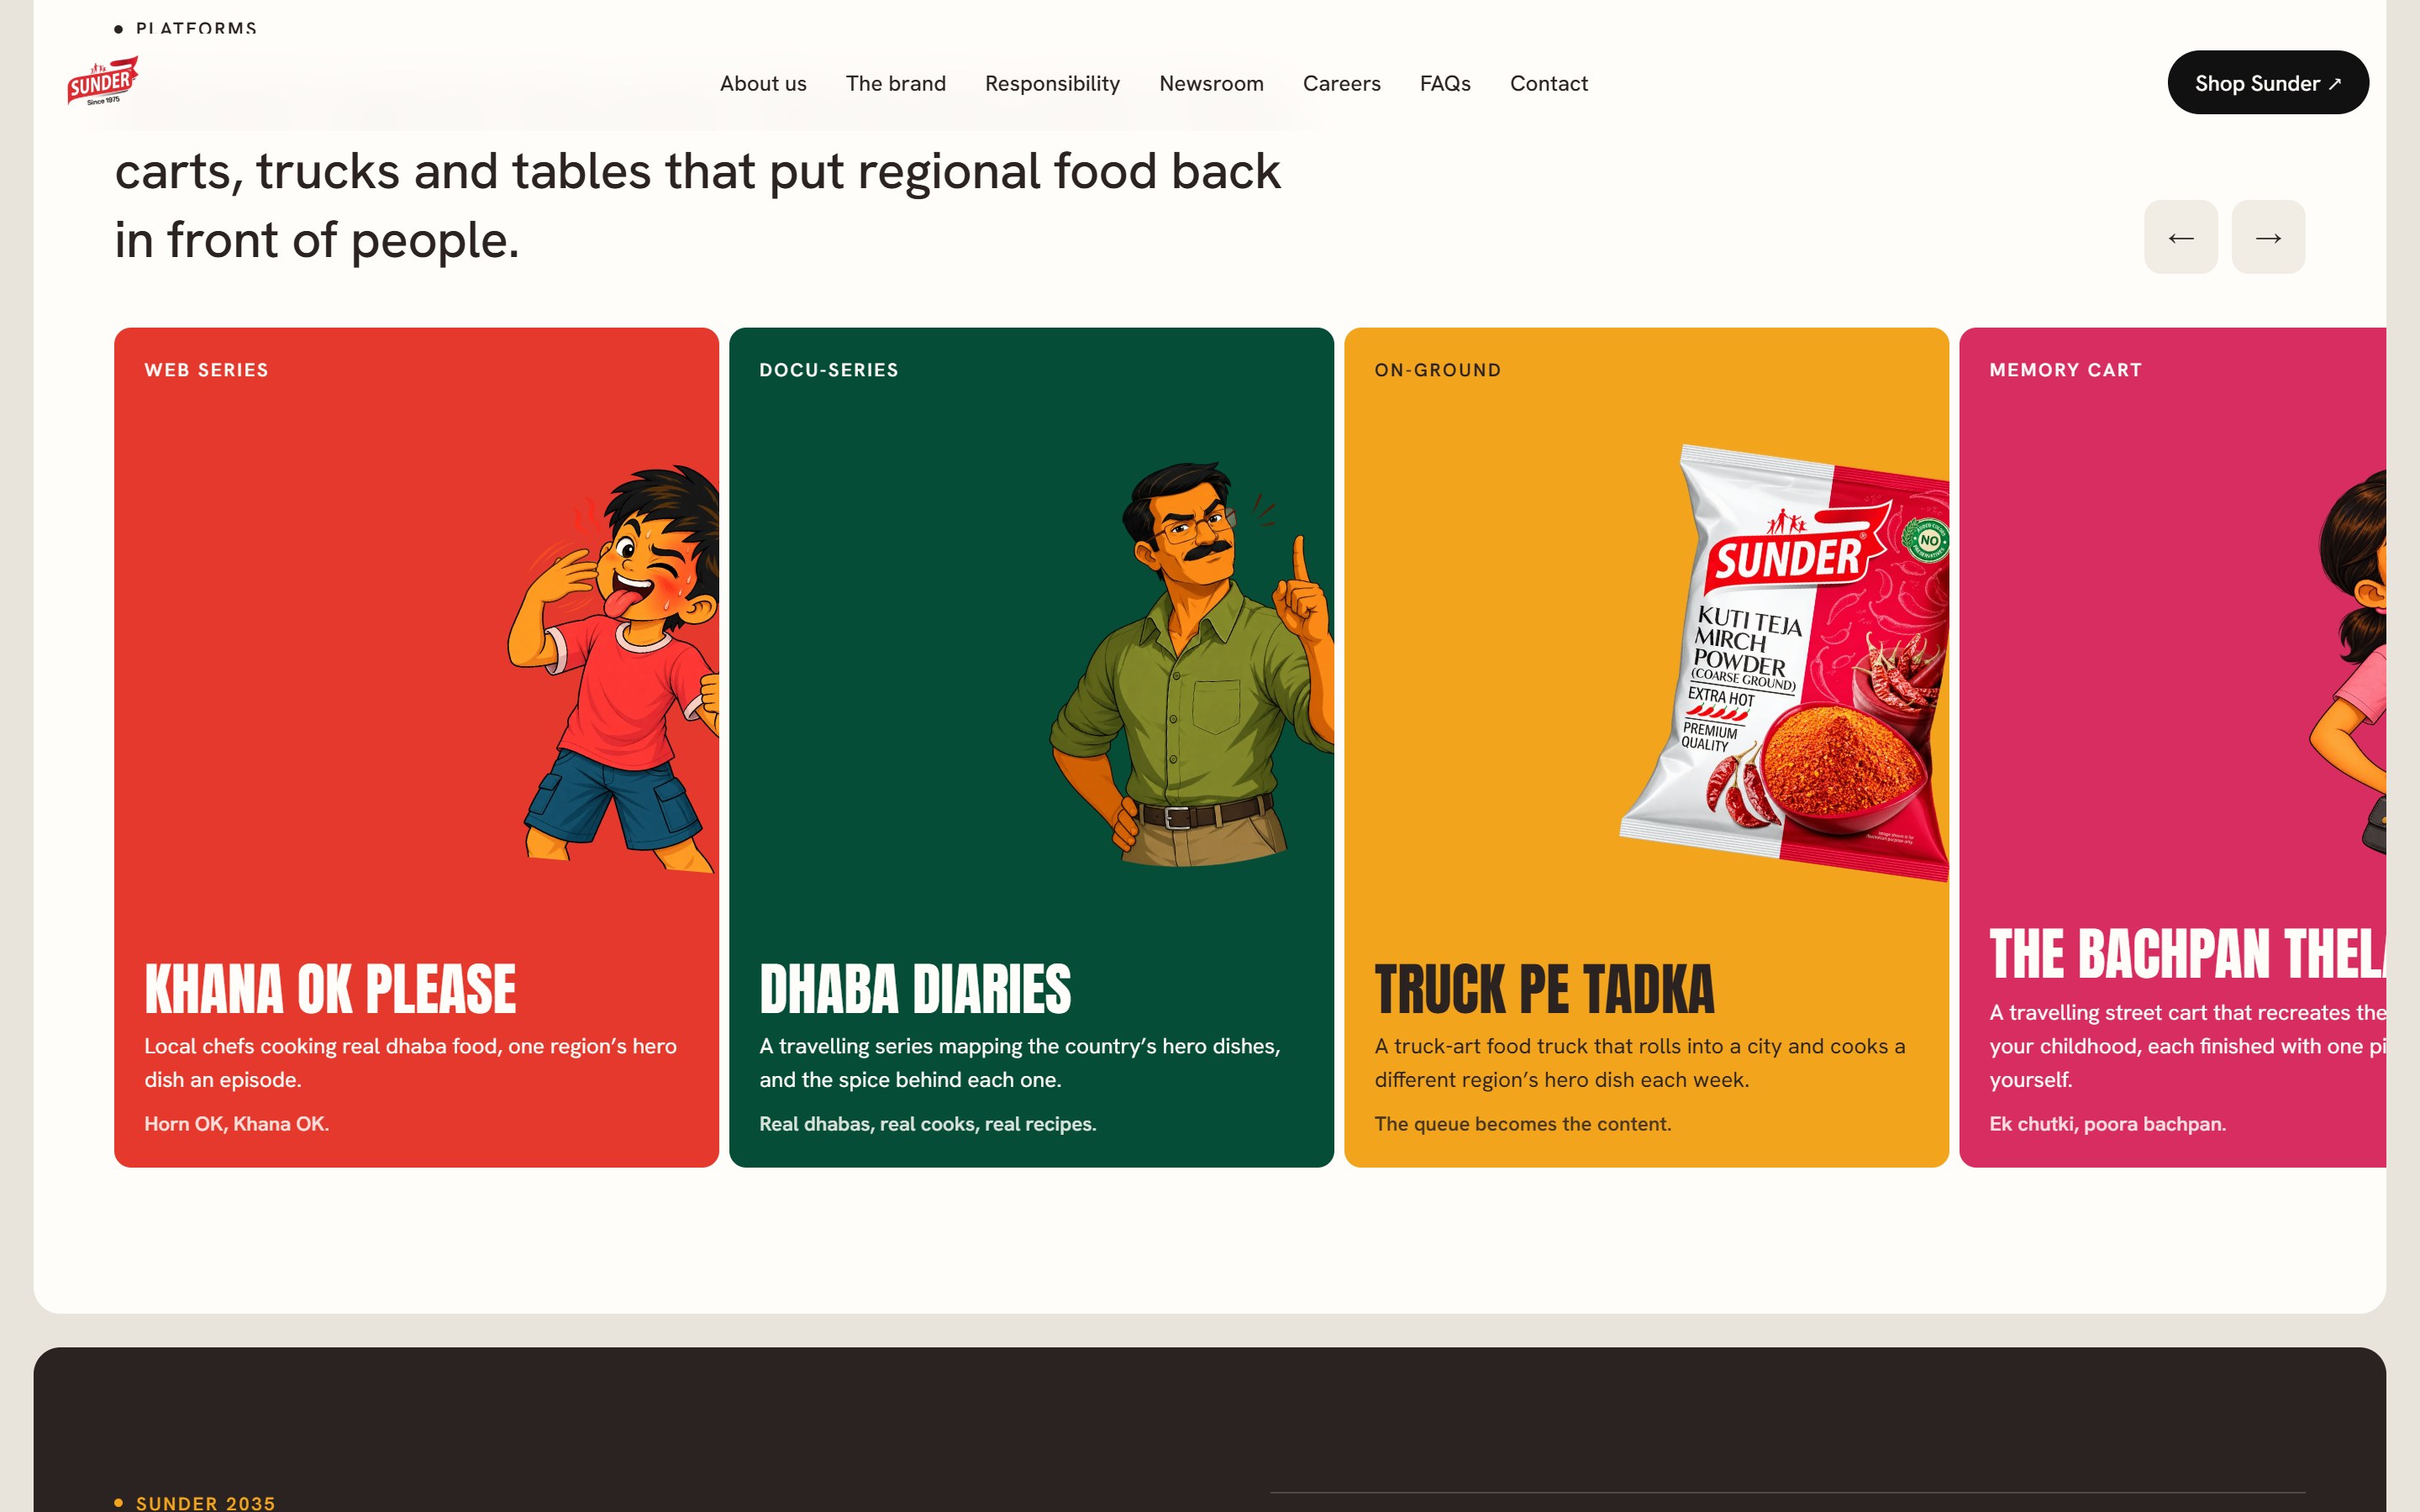 PLATFORMS
SUNDER
Since 1975
About us
The brand
Responsibility
Newsroom
Careers
FAQs
Contact
Shop Sunder ↗
carts, trucks and tables that put regional food back
in front of people.
← →
WEB SERIES
KHANA OK PLEASE
Local chefs cooking real dhaba food, one region’s hero
dish an episode.
Horn OK, Khana OK.
DOCU-SERIES
DHABA DIARIES
A travelling series mapping the country’s hero dishes,
and the spice behind each one.
Real dhabas, real cooks, real recipes.
ON-GROUND
SUNDER
NO
KUTI TEJA
MIRCH
POWDER
(COARSE GROUND)
EXTRA HOT
PREMIUM
QUALITY
TRUCK PE TADKA
A truck-art food truck that rolls into a city and cooks a
different region’s hero dish each week.
The queue becomes the content.
MEMORY CART
THE BACHPAN THEL
A travelling street cart that recreates the
your childhood, each finished with one pi
yourself.
Ek chutki, poora bachpan.
SUNDER 2035